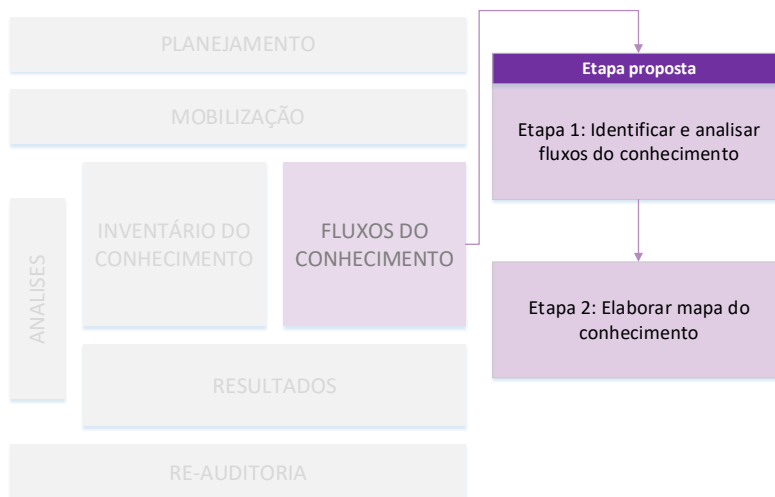 PLANEJAMENTO
MOBILIZAÇÃO
ANALISES
INVENTÁRIO DO
CONHECIMENTO
FLUXOS DO
CONHECIMENTO
RESULTADOS
RE-AUDITORIA
Etapa proposta
Etapa 1: Identificar e analisar
fluxos do conhecimento
Etapa 2: Elaborar mapa do
conhecimento